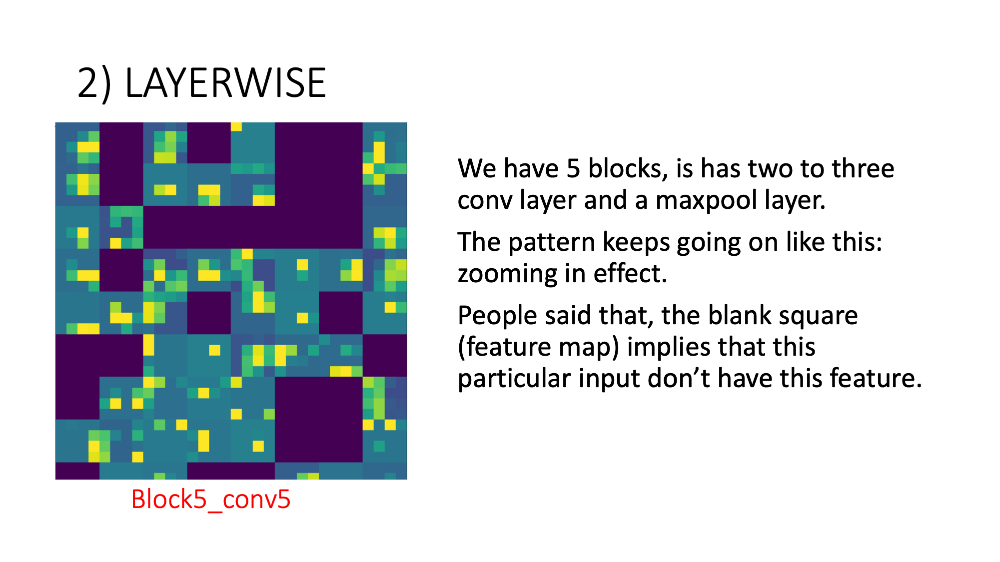 2) LAYERWISE
We have 5 blocks, is has two to three
conv layer and a maxpool layer.
The pattern keeps going on like this:
zooming in effect.
People said that, the blank square
(feature map) implies that this
particular input don’t have this feature.
Block5_conv5